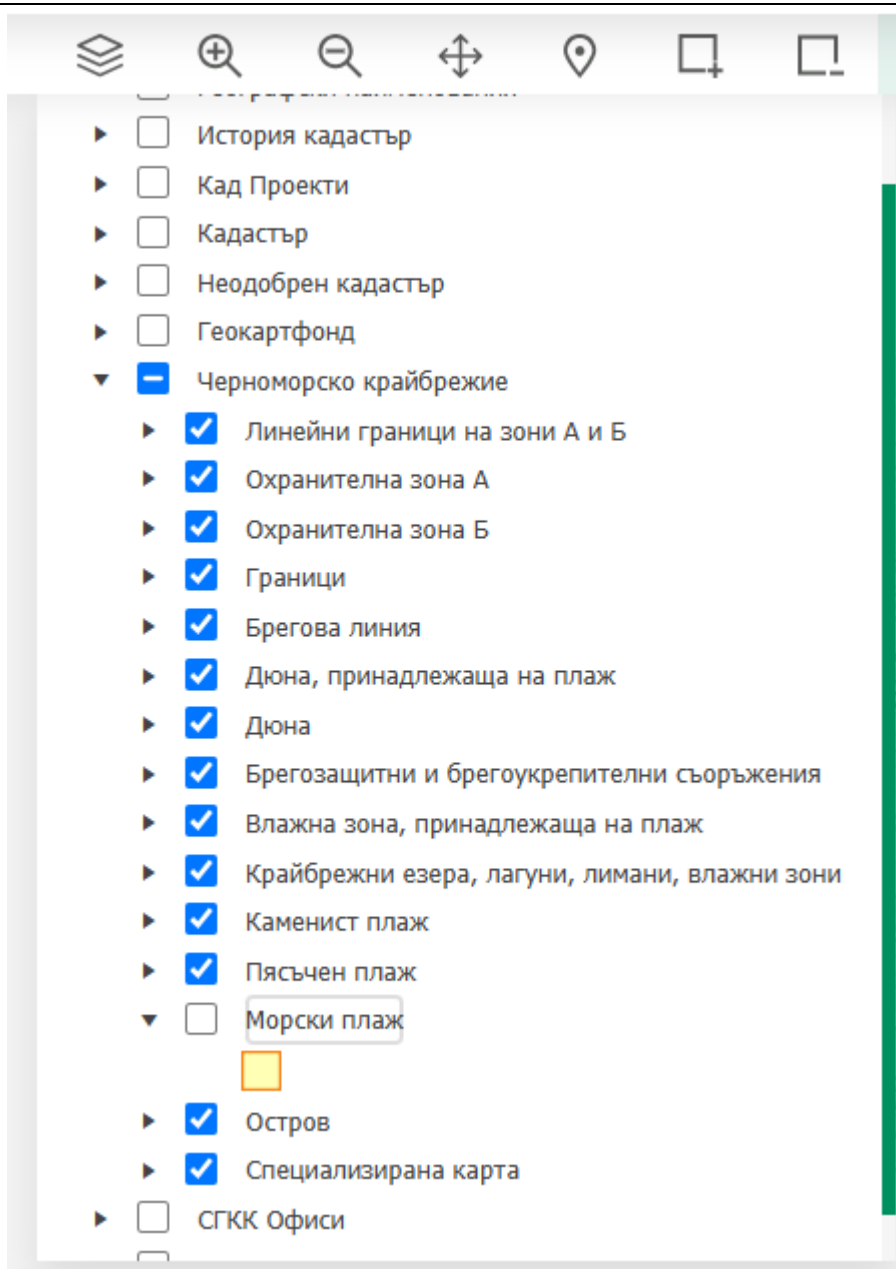 История кадастър
Кад Проекти
Кадастър
Неодобрен кадастър
Геокартфонд
Черноморско крайбрежие
Линейни граници на зони А и Б
Охранителна зона А
Охранителна зона Б
Граници
Брегова линия
Дюна, принадлежаща на плаж
Дюна
Брегозащитни и брегоукрепителни съоръжения
Влажна зона, принадлежаща на плаж
Крайбрежни езера, лагуни, лимани, влажни зони
Каменист плаж
Пясъчен плаж
Морски плаж
Остров
Специализирана карта
СГКК Офиси